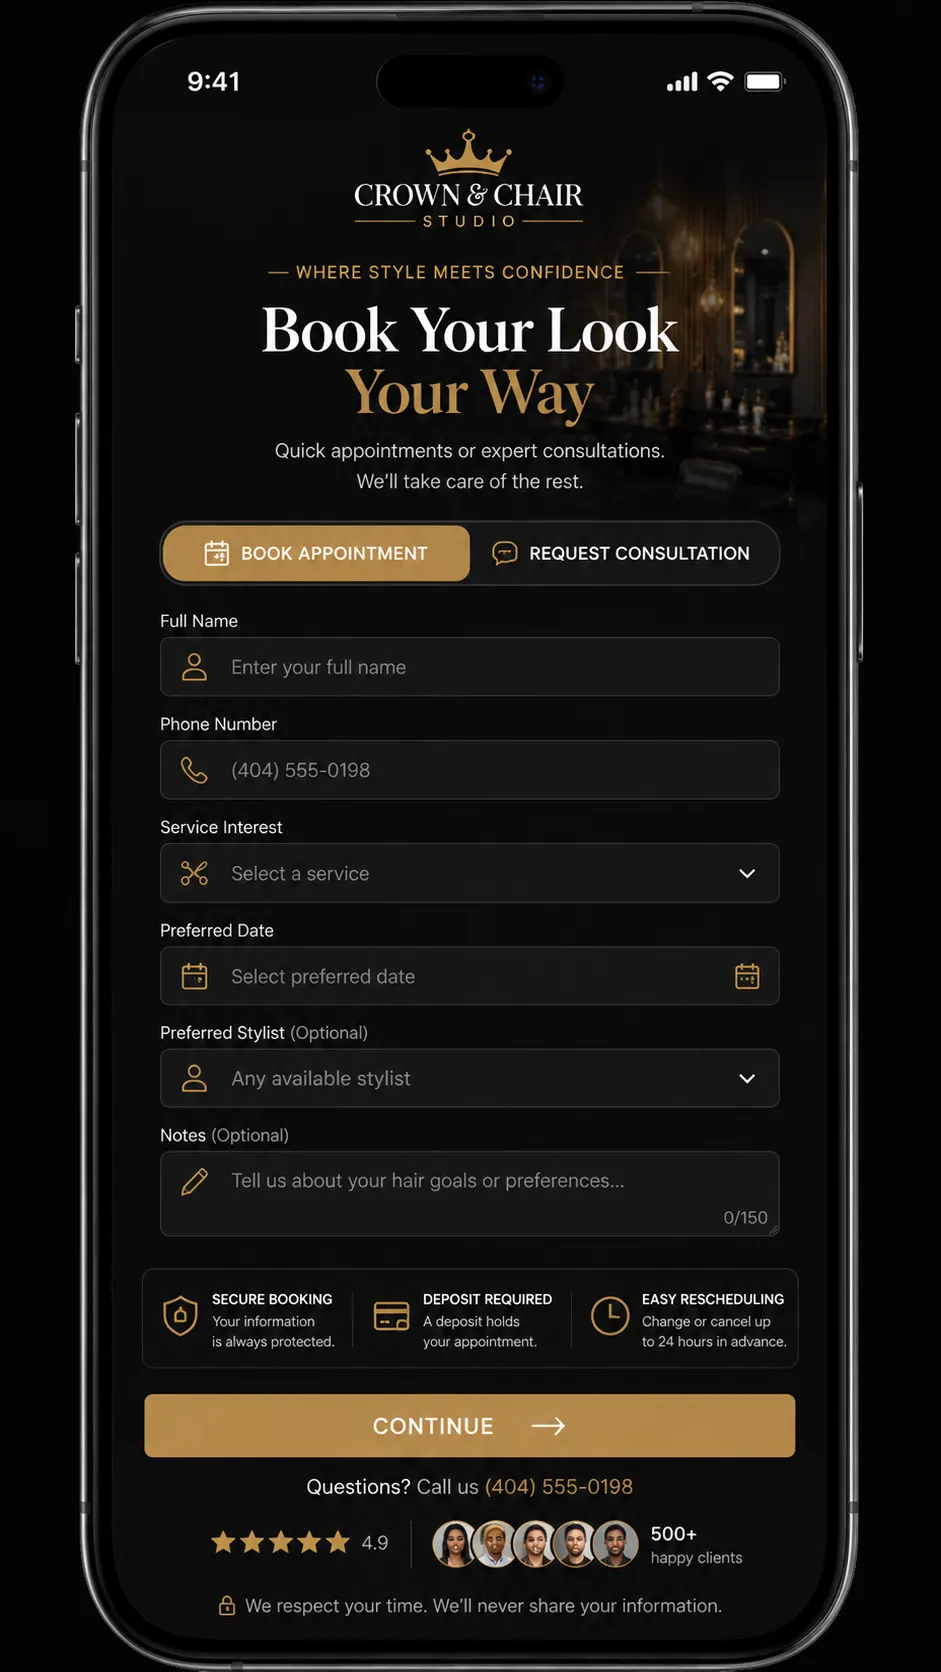 9:41
CROWN & CHAIR
STUDIO
WHERE STYLE MEETS CONFIDENCE
Book Your Look
Your Way
Quick appointments or expert consultations.
We'll take care of the rest.
BOOK APPOINTMENT
REQUEST CONSULTATION
Full Name
Enter your full name
Phone Number
(404) 555-0198
Service Interest
Select a service
Preferred Date
Select preferred date
Preferred Stylist (Optional)
Any available stylist
Notes (Optional)
Tell us about your hair goals or preferences...
0/150
SECURE BOOKING
Your information
is always protected.
DEPOSIT REQUIRED
A deposit holds
your appointment.
EASY RESCHEDULING
Change or cancel up
to 24 hours in advance.
CONTINUE
Questions? Call us (404) 555-0198
4.9
500+
happy clients
We respect your time. We'll never share your information.